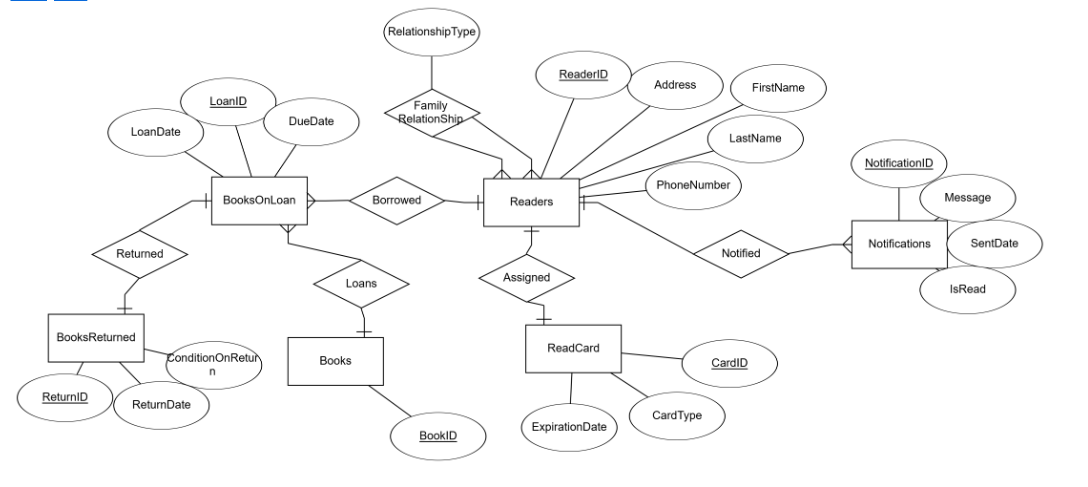 RelationshipType
ReaderID
Address
FirstName
LoanID
Family
RelationShip
LoanDate
DueDate
LastName
NotificationID
PhoneNumber
Message
BooksOnLoan
Borrowed
Readers
Notifications
SentDate
Returned
Notified
Loans
Assigned
IsRead
BooksReturned
ConditionOnRetur
n
Books
ReadCard
CardID
ReturnID
ReturnDate
CardType
ExpirationDate
BookID